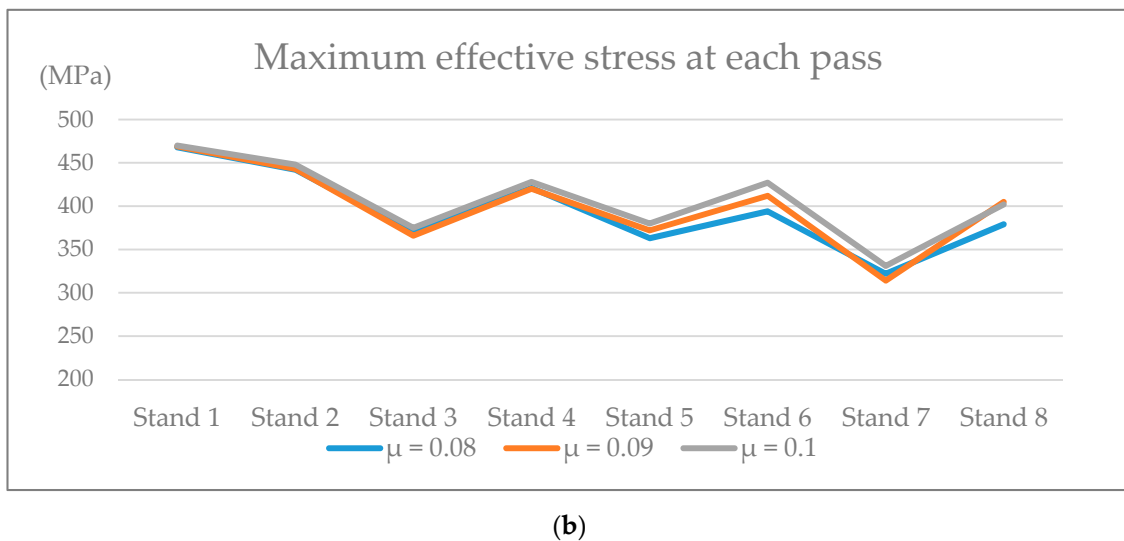 Maximum effective stress at each pass
(MPa)
500
450
400
350
300
250
200
Stand 1 Stand 2 Stand 3 Stand 4 Stand 5 Stand 6 Stand 7 Stand 8
μ = 0.08 μ = 0.09 μ = 0.1
(b)